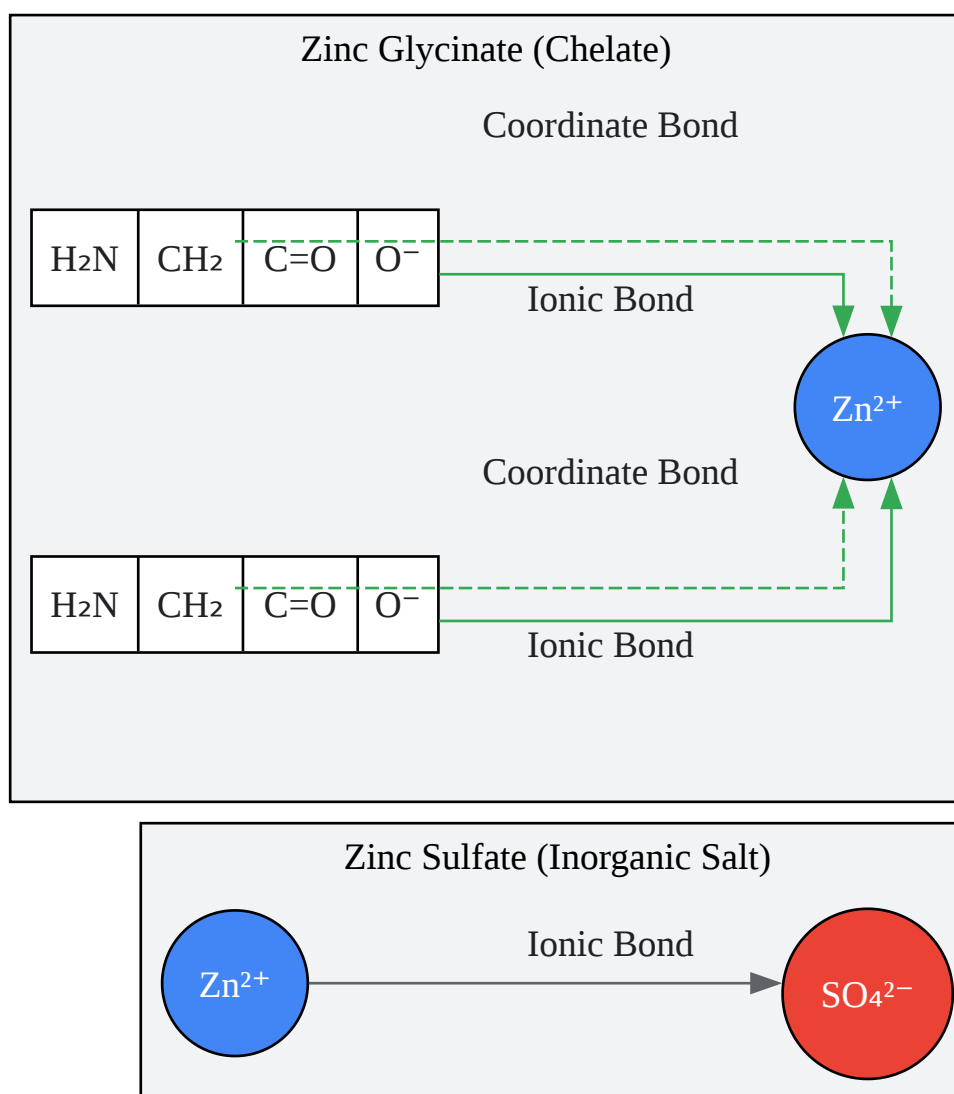 Zinc Glycinate (Chelate)
Coordinate Bond
H₂N CH₂ C=O O⁻
Ionic Bond
Zn²⁺
Coordinate Bond
H₂N CH₂ C=O O⁻
Ionic Bond
Zinc Sulfate (Inorganic Salt)
Ionic Bond
Zn²⁺
SO₄²⁻